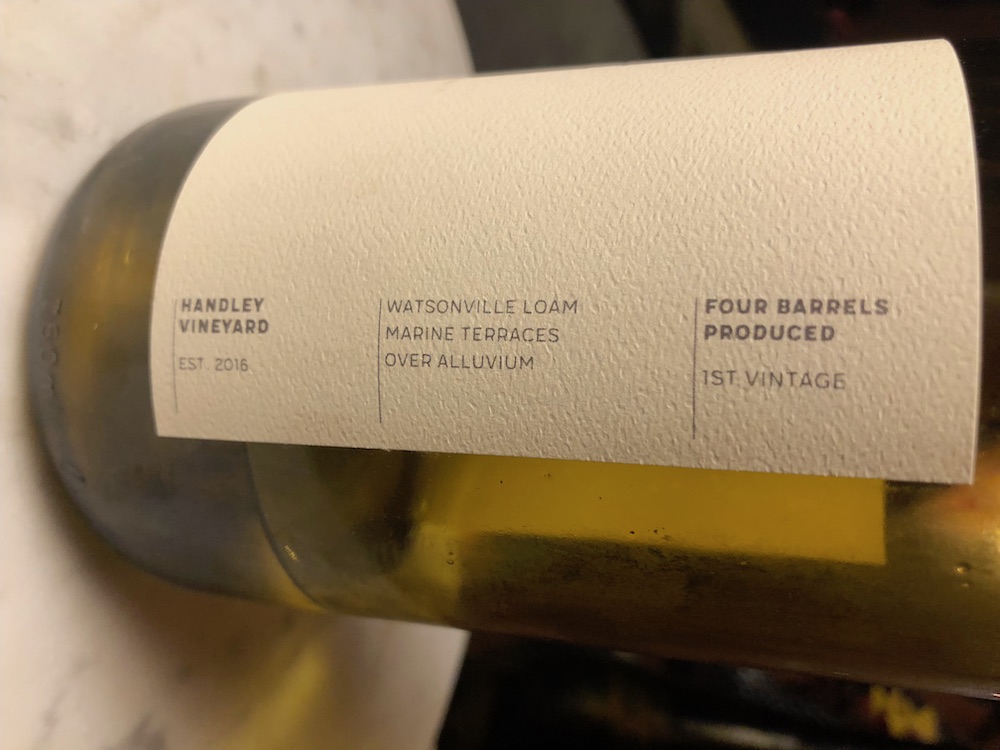 HANDLEY
VINEYARD
EST. 2016
WATSONVILLE LOAM
MARINE TERRACES
OVER ALLUVIUM
FOUR BARRELS
PRODUCED
1ST VINTAGE